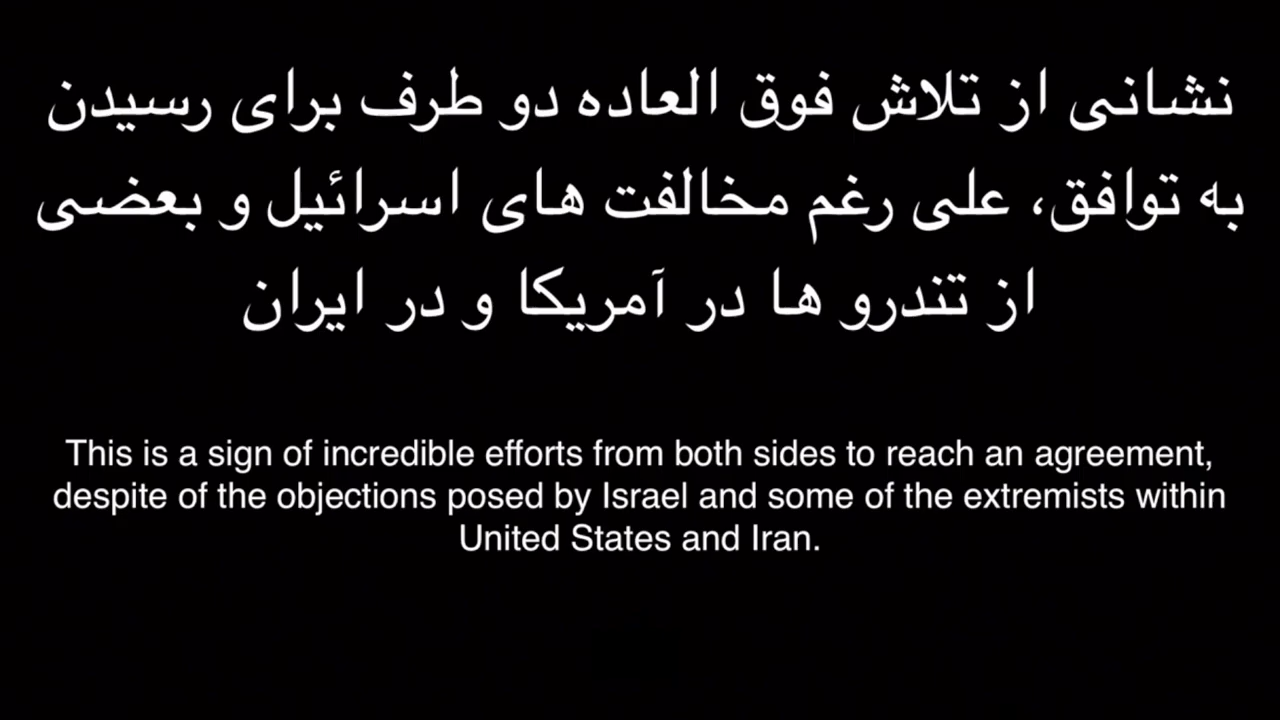 نشانی از تلاش فوق العاده دو طرف برای رسیدن
به توافق، علی رغم مخالفت های اسرائیل و بعضی
از تندرو ها در آمریکا و در ایران
This is a sign of incredible efforts from both sides to reach an agreement,
despite of the objections posed by Israel and some of the extremists within
United States and Iran.